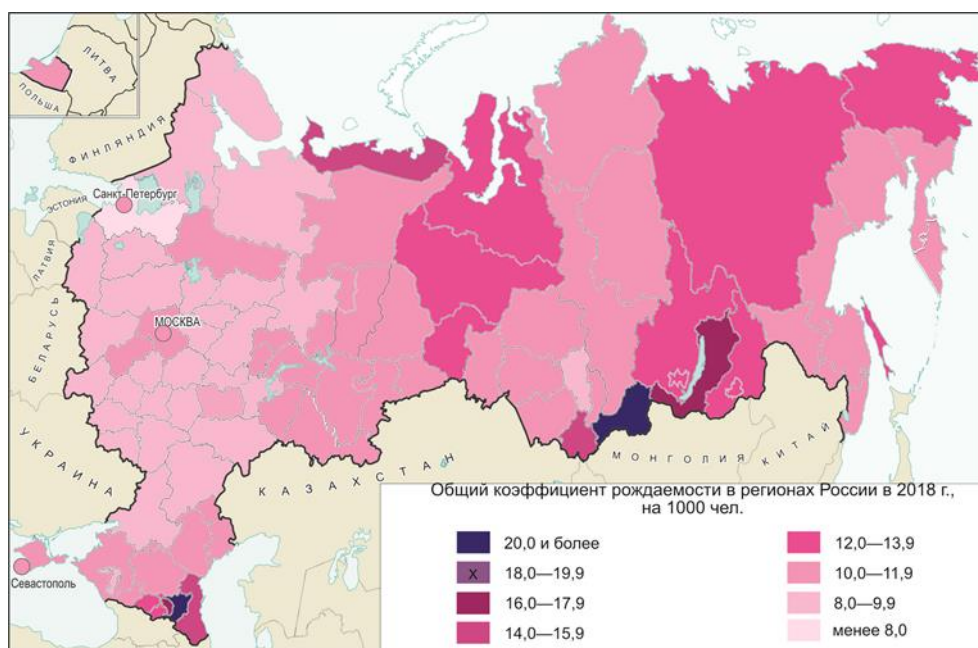 ЛИТВА
ПОЛЬША
ФИНЛЯНДИЯ
Санкт-Петербург
ЭСТОНИЯ
ЛАТВИЯ
БЕЛАРУСЬ
МОСКВА
УКРАИНА
КАЗАХСТАН
МОНГОЛИЯ
КИТАЙ
Севастополь
Общий коэффициент рождаемости в регионах России в 2018 г.,
на 1000 чел.
20,0 и более
X 18,0—19,9
16,0—17,9
14,0—15,9
12,0—13,9
10,0—11,9
8,0—9,9
менее 8,0